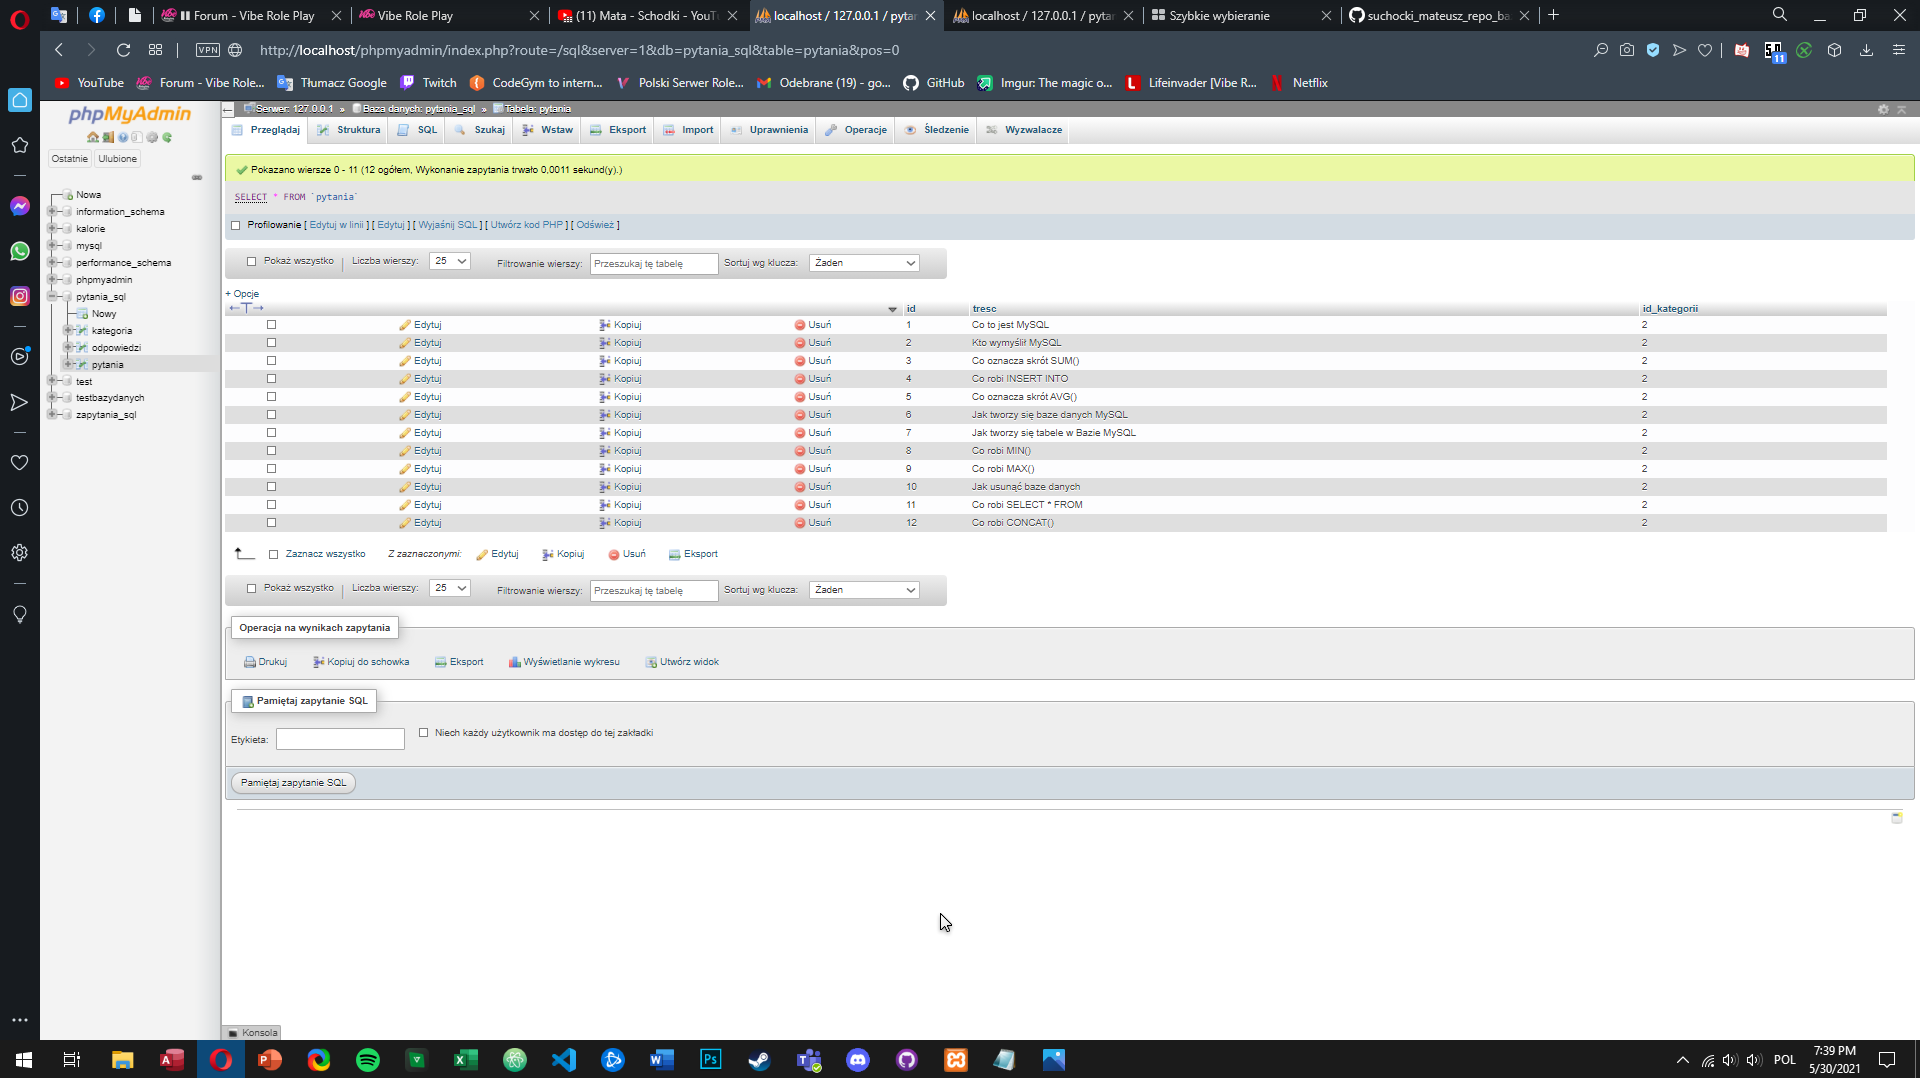 Forum - Vibe Role Play
Vibe Role Play
(11) Mata - Schodki - YouTu
localhost / 127.0.0.1 / pytar
localhost / 127.0.0.1 / pytar
Szybkie wybieranie
suchocki_mateusz_repo_ba
VPN
http://localhost/phpmyadmin/index.php?route=/sql&server=1&db=pytania_sql&table=pytania&pos=0
11
YouTube
Forum - Vibe Role...
Tłumacz Google
Twitch
CodeGym to intern...
Polski Serwer Role...
Odebrane (19) - go...
GitHub
Imgur: The magic o...
Lifeinvader [Vibe R...
Netflix
phpMyAdmin
Ostatnie Ulubione
Nowa
information_schema
kalorie
mysql
performance_schema
phpmyadmin
pytania_sql
Nowy
kategoria
odpowiedzi
pytania
test
testbazydanych
zapytania_sql
Serwer: 127.0.0.1 » Baza danych: pytania_sql » Tabela: pytania
Przeglądaj Struktura SQL Szukaj Wstaw Eksport Import Uprawnienia Operacje Śledzenie Wyzwalacze
Pokazano wiersze 0 - 11 (12 ogółem, Wykonanie zapytania trwało 0,0011 sekund(y).)
SELECT * FROM `pytania`
Profilowanie [ Edytuj w linii ] [ Edytuj ] [ Wyjaśnij SQL ] [ Utwórz kod PHP ] [ Odśwież ]
Pokaż wszystko | Liczba wierszy: 25 Filtrowanie wierszy: Przeszukaj tę tabelę Sortuj wg klucza: Żaden
+ Opcje
←T→ id tresc id_kategorii
Edytuj Kopiuj Usuń 1 Co to jest MySQL 2
Edytuj Kopiuj Usuń 2 Kto wymyślił MySQL 2
Edytuj Kopiuj Usuń 3 Co oznacza skrót SUM() 2
Edytuj Kopiuj Usuń 4 Co robi INSERT INTO 2
Edytuj Kopiuj Usuń 5 Co oznacza skrót AVG() 2
Edytuj Kopiuj Usuń 6 Jak tworzy się baze danych MySQL 2
Edytuj Kopiuj Usuń 7 Jak tworzy się tabele w Bazie MySQL 2
Edytuj Kopiuj Usuń 8 Co robi MIN() 2
Edytuj Kopiuj Usuń 9 Co robi MAX() 2
Edytuj Kopiuj Usuń 10 Jak usunąć baze danych 2
Edytuj Kopiuj Usuń 11 Co robi SELECT * FROM 2
Edytuj Kopiuj Usuń 12 Co robi CONCAT() 2
Zaznacz wszystko Z zaznaczonymi: Edytuj Kopiuj Usuń Eksport
Pokaż wszystko | Liczba wierszy: 25 Filtrowanie wierszy: Przeszukaj tę tabelę Sortuj wg klucza: Żaden
Operacja na wynikach zapytania
Drukuj Kopiuj do schowka Eksport Wyświetlanie wykresu Utwórz widok
Pamiętaj zapytanie SQL
Etykieta: Niech każdy użytkownik ma dostęp do tej zakładki
Pamiętaj zapytanie SQL
Konsola
POL
7:39 PM
5/30/2021